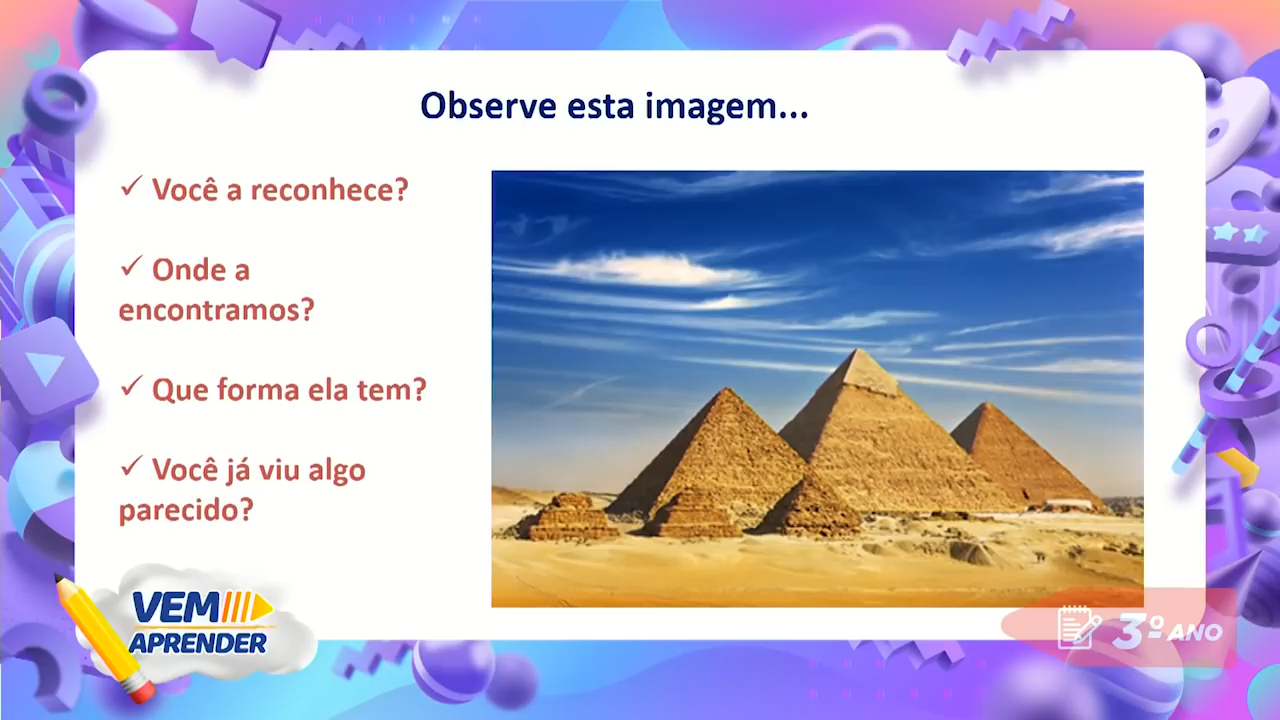 Observe esta imagem...
✓ Você a reconhece?
✓ Onde a
encontramos?
✓ Que forma ela tem?
✓ Você já viu algo
parecido?
VEM
APRENDER
3º ANO